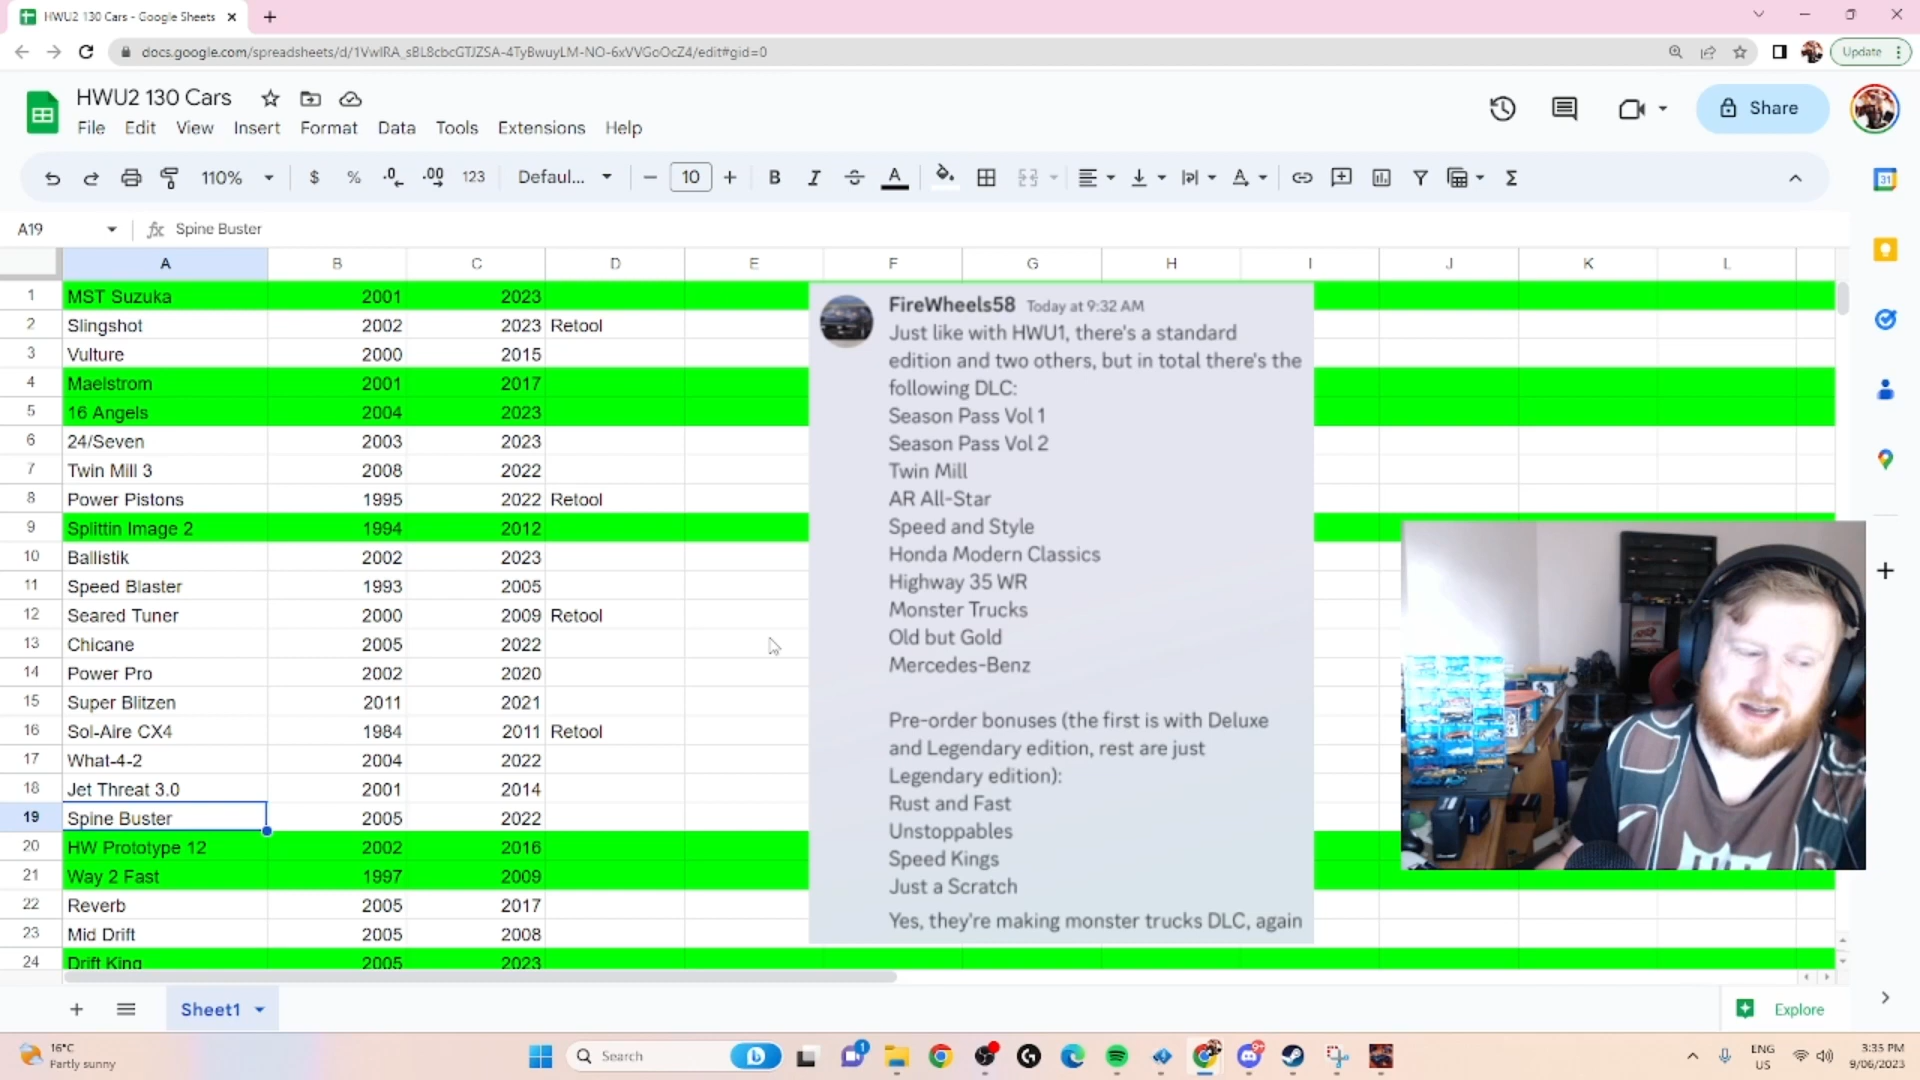 HWU2 130 Cars - Google Sheets
docs.google.com/spreadsheets/d/1VwIRA_sBL8cbcGTJZSA-4TyBwuyLM-NO-6xVVGoOcZ4/edit#gid=0
Update
HWU2 130 Cars
File Edit View Insert Format Data Tools Extensions Help
Share
110% $ % .0 .00 123 Defaul... 10 B I A
A19 fx Spine Buster
A B C D E F G H I J K L
1 MST Suzuka 2001 2023
2 Slingshot 2002 2023 Retool
3 Vulture 2000 2015
4 Maelstrom 2001 2017
5 16 Angels 2004 2023
6 24/Seven 2003 2023
7 Twin Mill 3 2008 2022
8 Power Pistons 1995 2022 Retool
9 Splittin Image 2 1994 2012
10 Ballistik 2002 2023
11 Speed Blaster 1993 2005
12 Seared Tuner 2000 2009 Retool
13 Chicane 2005 2022
14 Power Pro 2002 2020
15 Super Blitzen 2011 2021
16 Sol-Aire CX4 1984 2011 Retool
17 What-4-2 2004 2022
18 Jet Threat 3.0 2001 2014
19 Spine Buster 2005 2022
20 HW Prototype 12 2002 2016
21 Way 2 Fast 1997 2009
22 Reverb 2005 2017
23 Mid Drift 2005 2008
24 Drift King 2005 2023
FireWheels58 Today at 9:32 AM
Just like with HWU1, there's a standard
edition and two others, but in total there's the
following DLC:
Season Pass Vol 1
Season Pass Vol 2
Twin Mill
AR All-Star
Speed and Style
Honda Modern Classics
Highway 35 WR
Monster Trucks
Old but Gold
Mercedes-Benz
Pre-order bonuses (the first is with Deluxe
and Legendary edition, rest are just
Legendary edition):
Rust and Fast
Unstoppables
Speed Kings
Just a Scratch
Yes, they're making monster trucks DLC, again
Sheet1
Explore
16°C
Partly sunny
Search
ENG
US
3:35 PM
9/06/2023